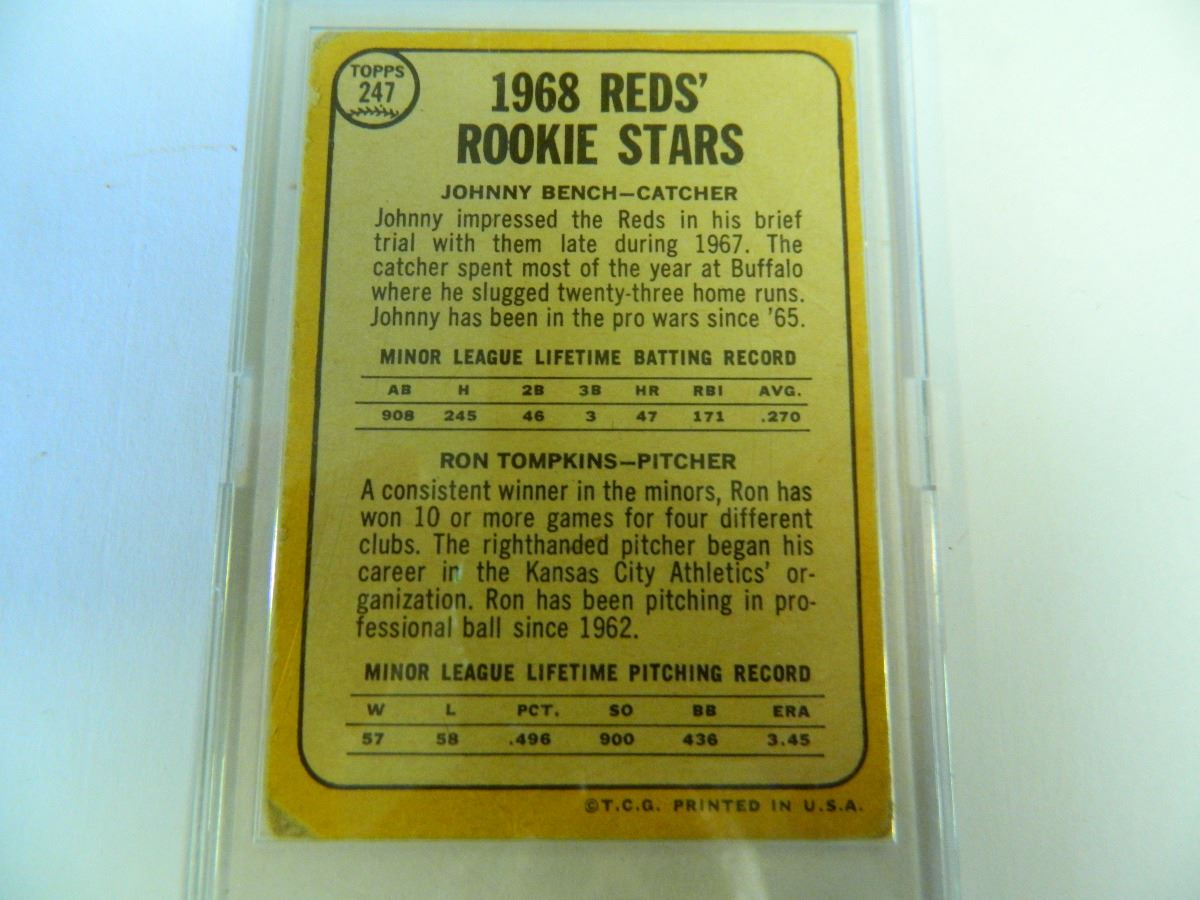 TOPPS
247
1968 REDS'
ROOKIE STARS
JOHNNY BENCH—CATCHER
Johnny impressed the Reds in his brief
trial with them late during 1967. The
catcher spent most of the year at Buffalo
where he slugged twenty-three home runs.
Johnny has been in the pro wars since '65.
MINOR LEAGUE LIFETIME BATTING RECORD
AB H 2B 3B HR RBI AVG.
908 245 46 3 47 171 .270
RON TOMPKINS—PITCHER
A consistent winner in the minors, Ron has
won 10 or more games for four different
clubs. The righthanded pitcher began his
career in the Kansas City Athletics' or-
ganization. Ron has been pitching in pro-
fessional ball since 1962.
MINOR LEAGUE LIFETIME PITCHING RECORD
W L PCT. SO BB ERA
57 58 .496 900 436 3.45
©T.C.G. PRINTED IN U.S.A.